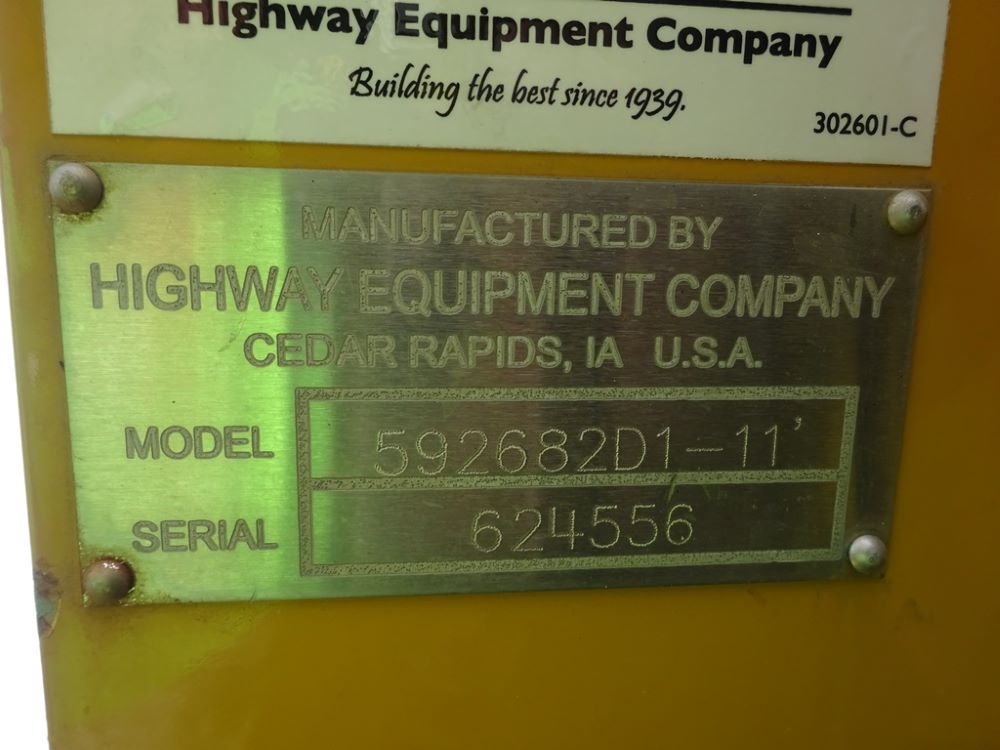 Highway Equipment Company
Building the best since 1939.
302601-C
MANUFACTURED BY
HIGHWAY EQUIPMENT COMPANY
CEDAR RAPIDS, IA U.S.A.
MODEL 592682D1-11'
SERIAL 624556